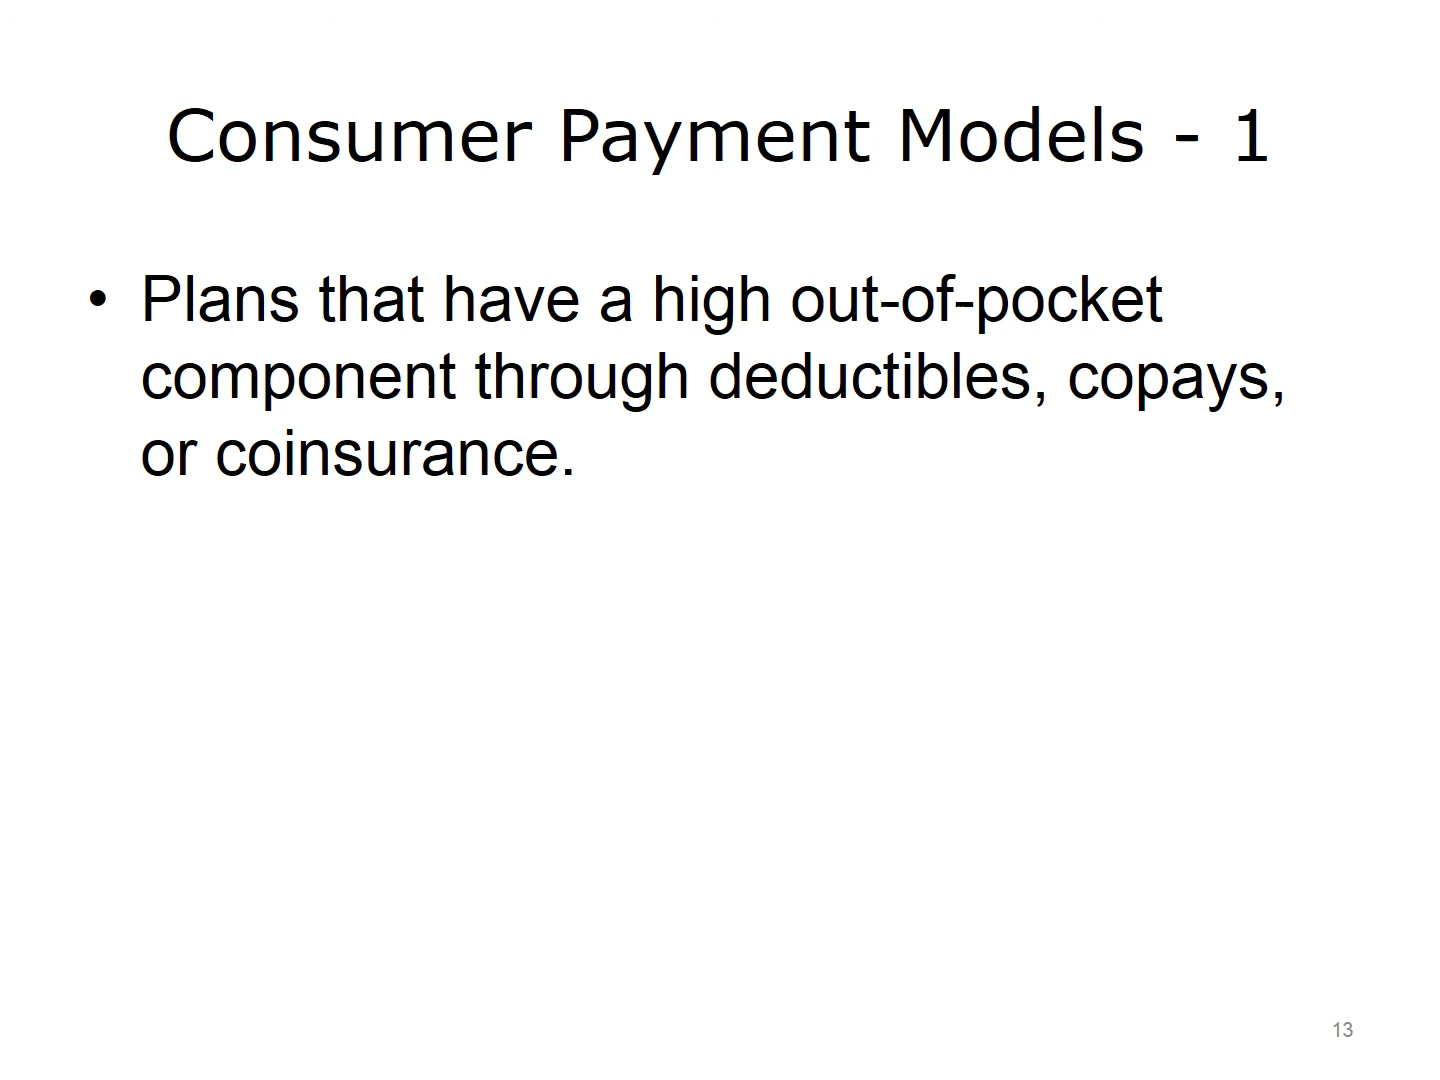 Consumer Payment Models - 1
• Plans that have a high out-of-pocket
component through deductibles, copays,
or coinsurance.
13